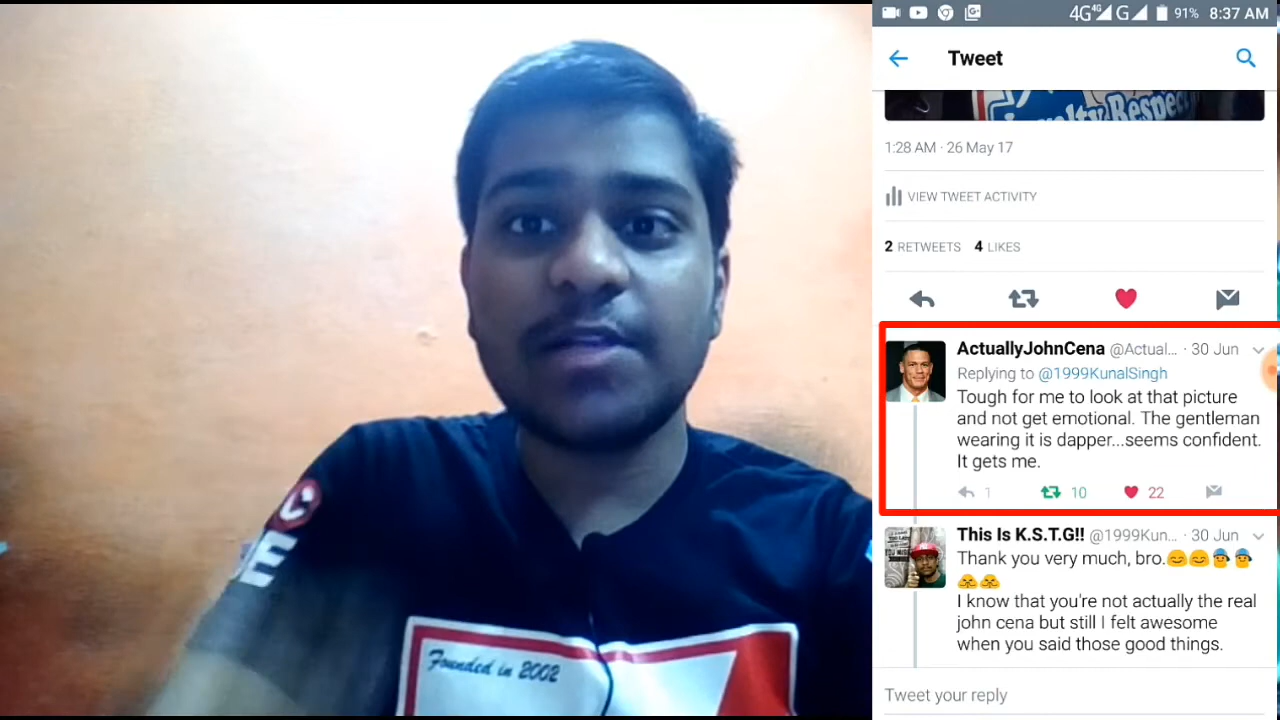 4G 4G G 91% 8:37 AM
Tweet
Loyalty Respect
1:28 AM · 26 May 17
VIEW TWEET ACTIVITY
2 RETWEETS 4 LIKES
ActuallyJohnCena @Actual... · 30 Jun
Replying to @1999KunalSingh
Tough for me to look at that picture
and not get emotional. The gentleman
wearing it is dapper...seems confident.
It gets me.
1 10 22
This Is K.S.T.G!! @1999Kun... · 30 Jun
Thank you very much, bro.😊😊
I know that you're not actually the real
john cena but still I felt awesome
when you said those good things.
Tweet your reply
C
E
Founded in 2002